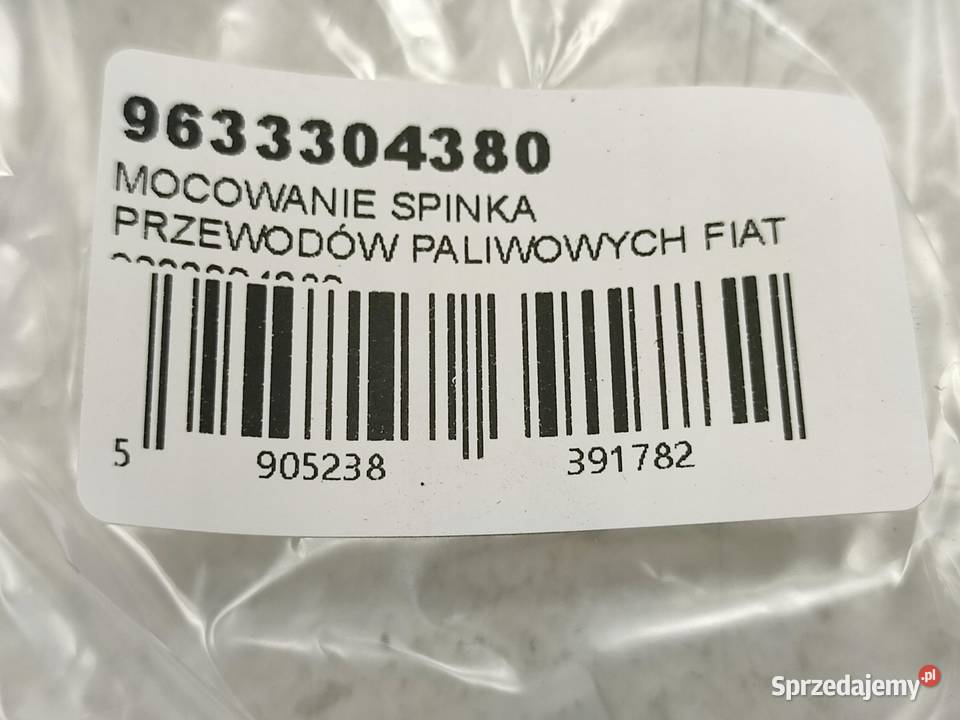 9633304380
MOCOWANIE SPINKA
PRZEWODÓW PALIWOWYCH FIAT
5 905238 391782
Sprzedajemy.pl